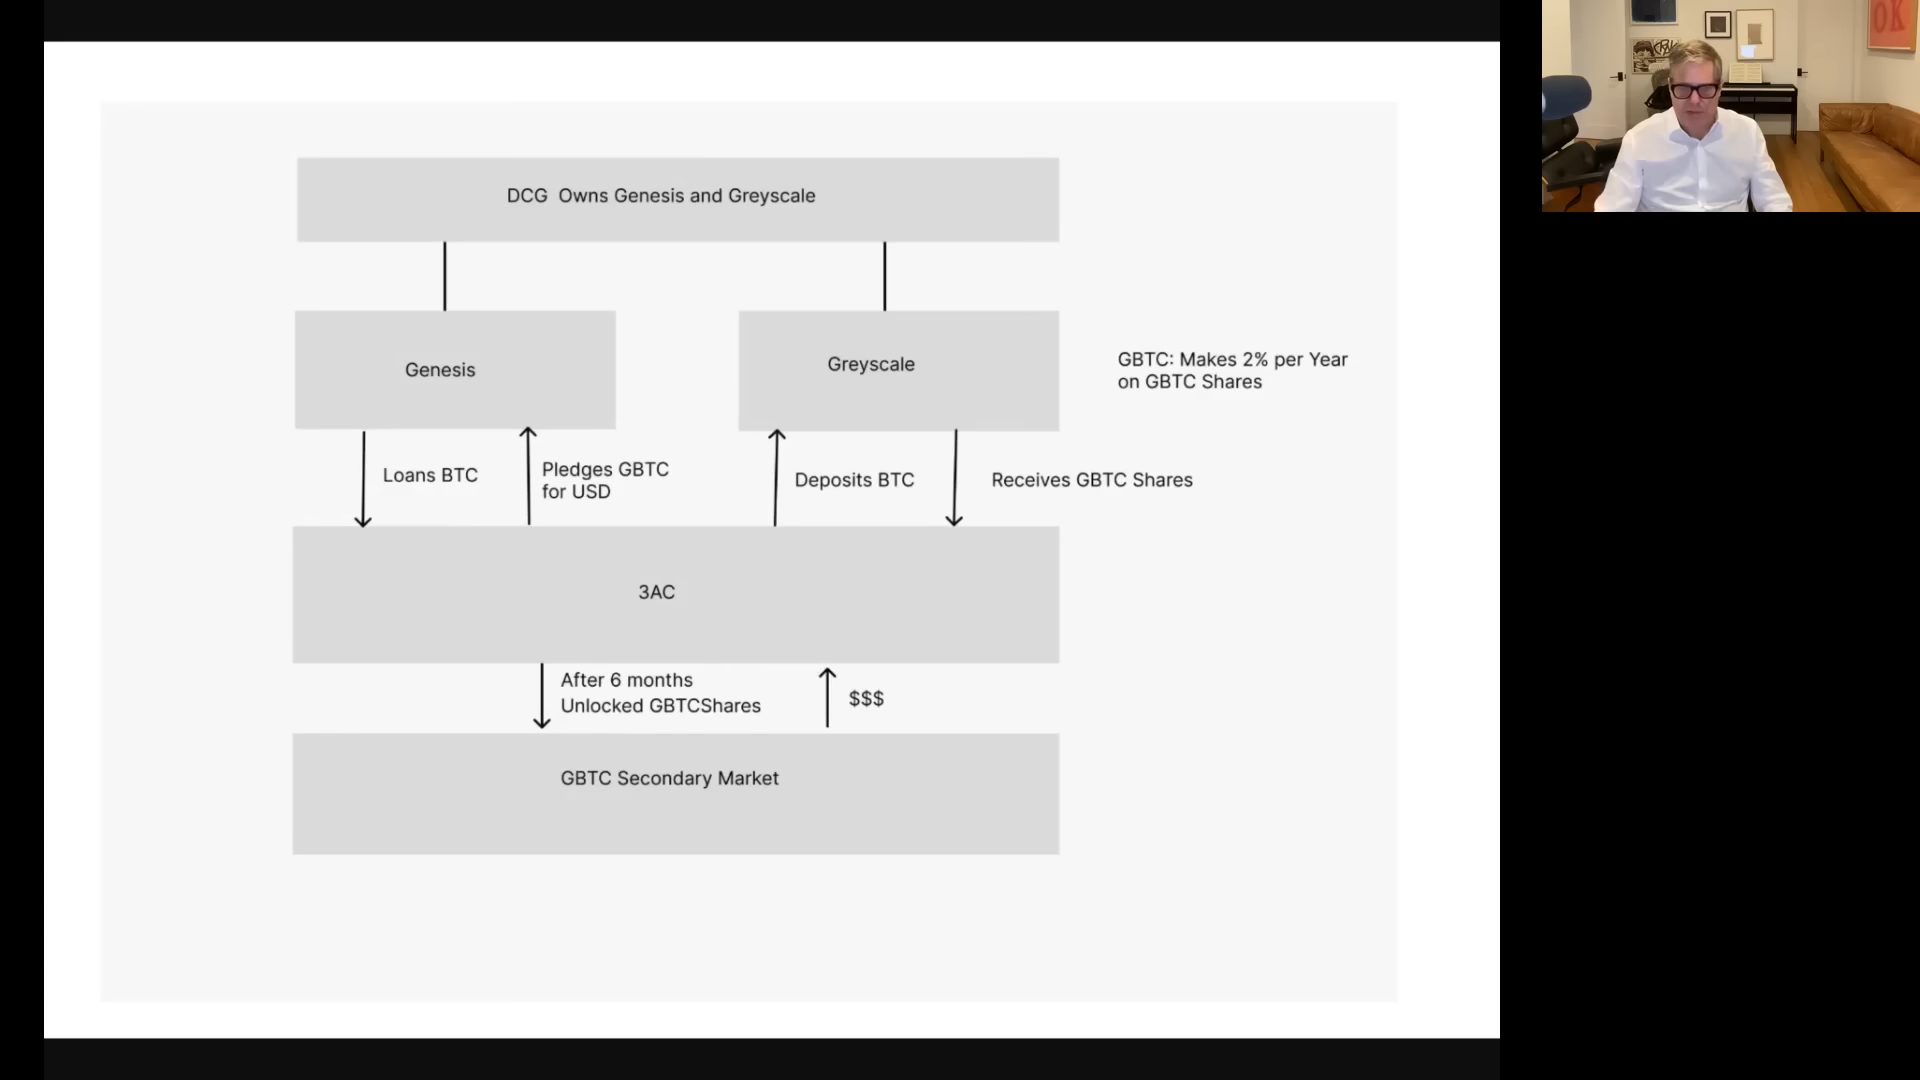 DCG  Owns Genesis and Greyscale
Genesis
Greyscale
GBTC: Makes 2% per Year
on GBTC Shares
Loans BTC
Pledges GBTC
for USD
Deposits BTC
Receives GBTC Shares
3AC
After 6 months
Unlocked GBTCShares
$$$
GBTC Secondary Market
OK